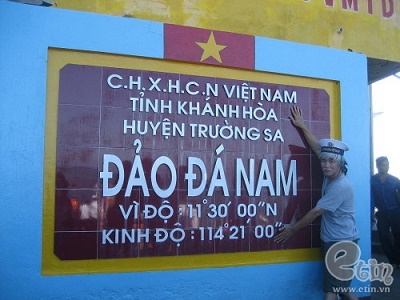 VMTD
C.H.X.H.C.N VIỆT NAM
TỈNH KHÁNH HÒA
HUYỆN TRƯỜNG SA
ĐẢO ĐÁ NAM
VĨ ĐỘ : 11°30' 00"N
KINH ĐỘ : 114°21' 00"
etin
www.etin.vn